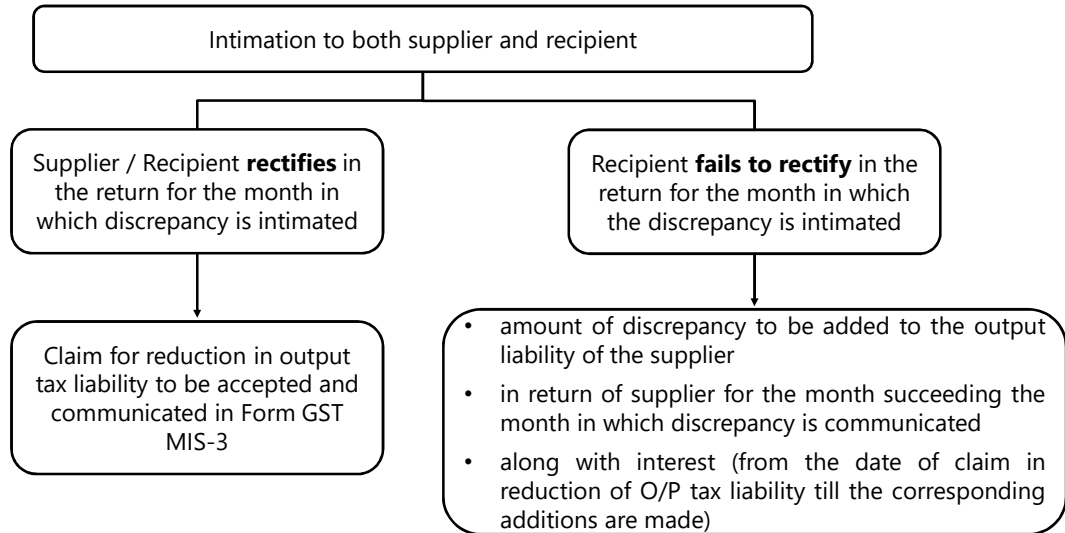 Intimation to both supplier and recipient
Supplier / Recipient rectifies in
the return for the month in
which discrepancy is intimated
Recipient fails to rectify in the
return for the month in which
the discrepancy is intimated
Claim for reduction in output
tax liability to be accepted and
communicated in Form GST
MIS-3
• amount of discrepancy to be added to the output
liability of the supplier
• in return of supplier for the month succeeding the
month in which discrepancy is communicated
• along with interest (from the date of claim in
reduction of O/P tax liability till the corresponding
additions are made)